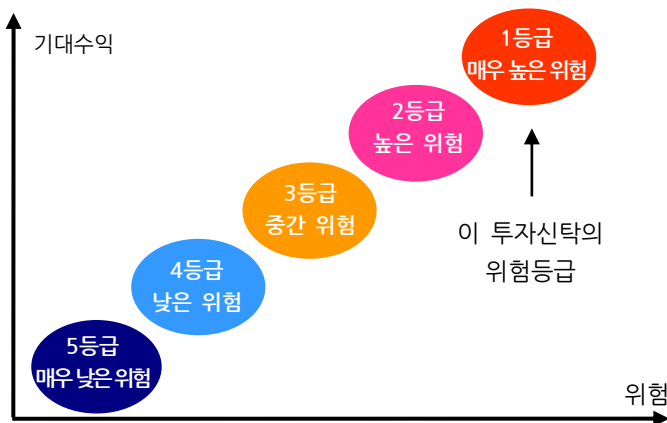 기대수익
1등급
매우 높은 위험
2등급
높은 위험
3등급
중간 위험
이 투자신탁의
위험등급
4등급
낮은 위험
5등급
매우 낮은 위험
위험